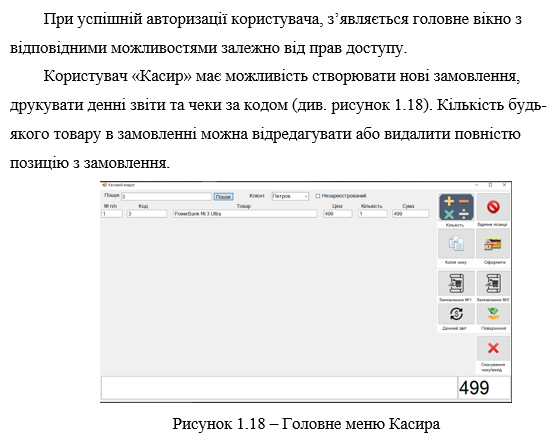 При успішній авторизації користувача, з’являється головне вікно з
відповідними можливостями залежно від прав доступу.
Користувач «Касир» має можливість створювати нові замовлення,
друкувати денні звіти та чеки за кодом (див. рисунок 1.18). Кількість будь-
якого товару в замовленні можна відредагувати або видалити повністю
позицію з замовлення.
Касовий апарат
Пошук 3 Пошук Клієнт Петров Незареєстрований
№ п/п Код Товар Ціна Кількість Сума
1 3 PowerBank Mi 3 Ultra 499 1 499
Кількість Відміна позиції
Копія чеку Оформити
Замовлення №1 Замовлення №2
Денний звіт Повернення
Скасування
чеку/вихід
499
Рисунок 1.18 – Головне меню Касира